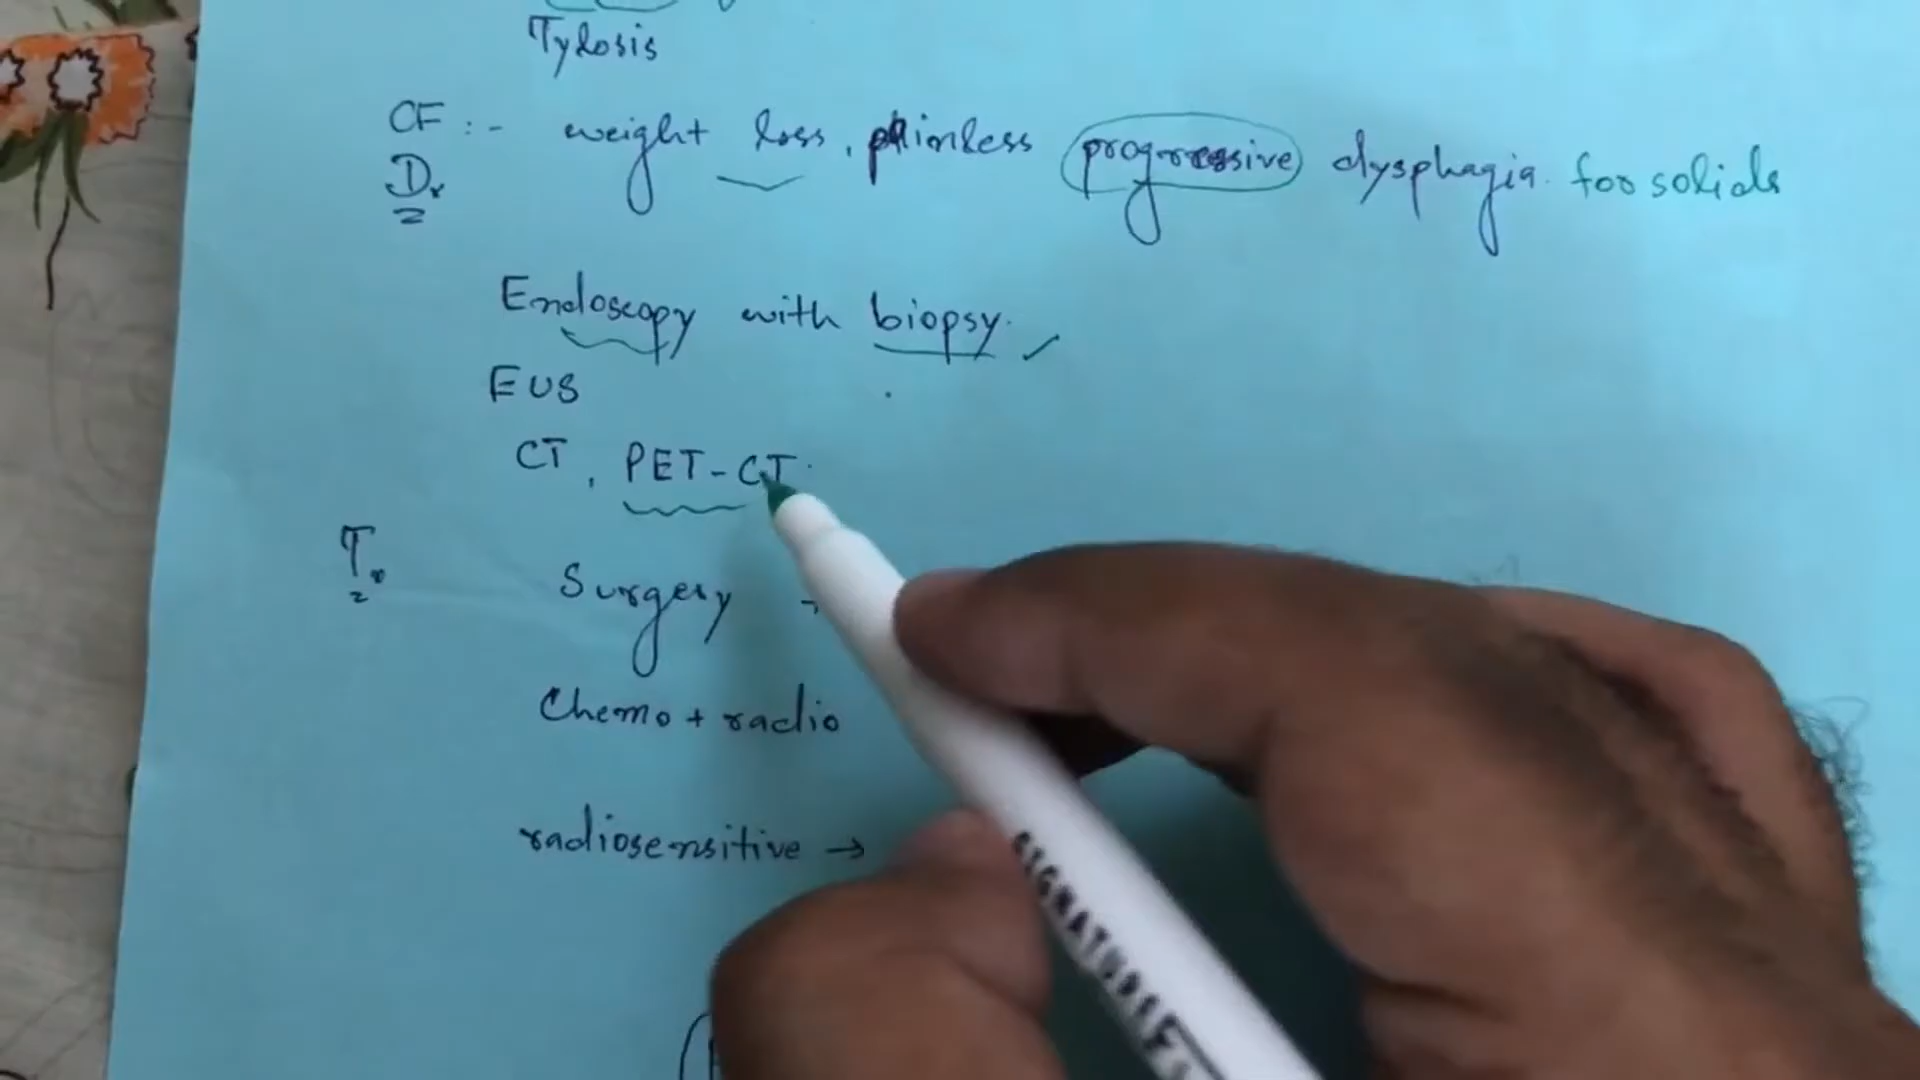 Tylosis
CF :- weight loss, painless progressive dysphagia for solids
Dx
Endoscopy with biopsy.
EUS
CT, PET-CT
Tx
Surgery
Chemo + radio
radiosensitive →
SIGNATURE